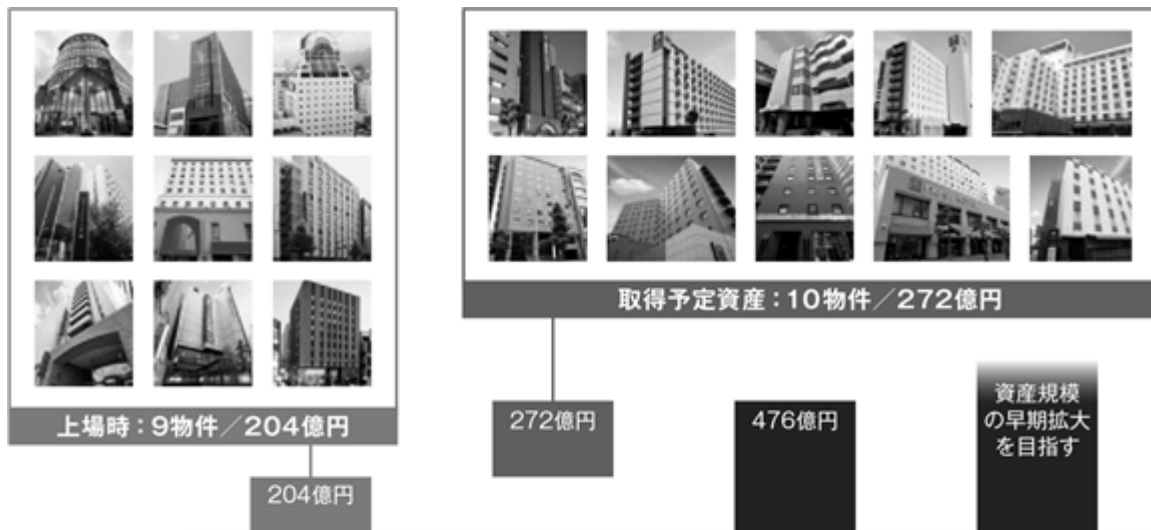 上場時：9物件／204億円
204億円
取得予定資産：10物件／272億円
272億円
476億円
資産規模
の早期拡大
を目指す